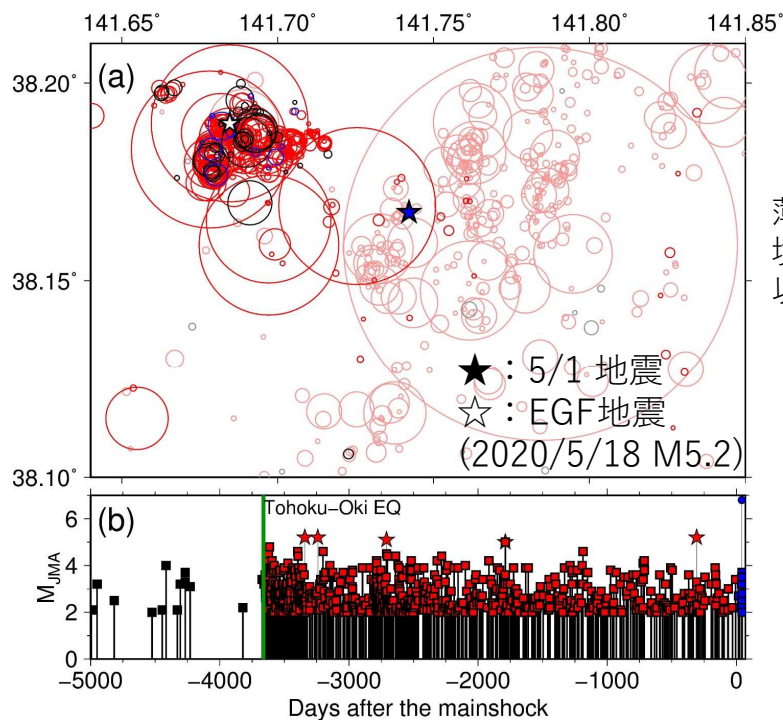 141.65° 141.70° 141.75° 141.80° 141.85°
(a)
38.20°
38.15°
38.10°
★：5/1 地震
☆：EGF地震
(2020/5/18 M5.2)
(b)
Tohoku−Oki EQ
MJMA
6
4
2
0
−5000 −4000 −3000 −2000 −1000 0
Days after the mainshock